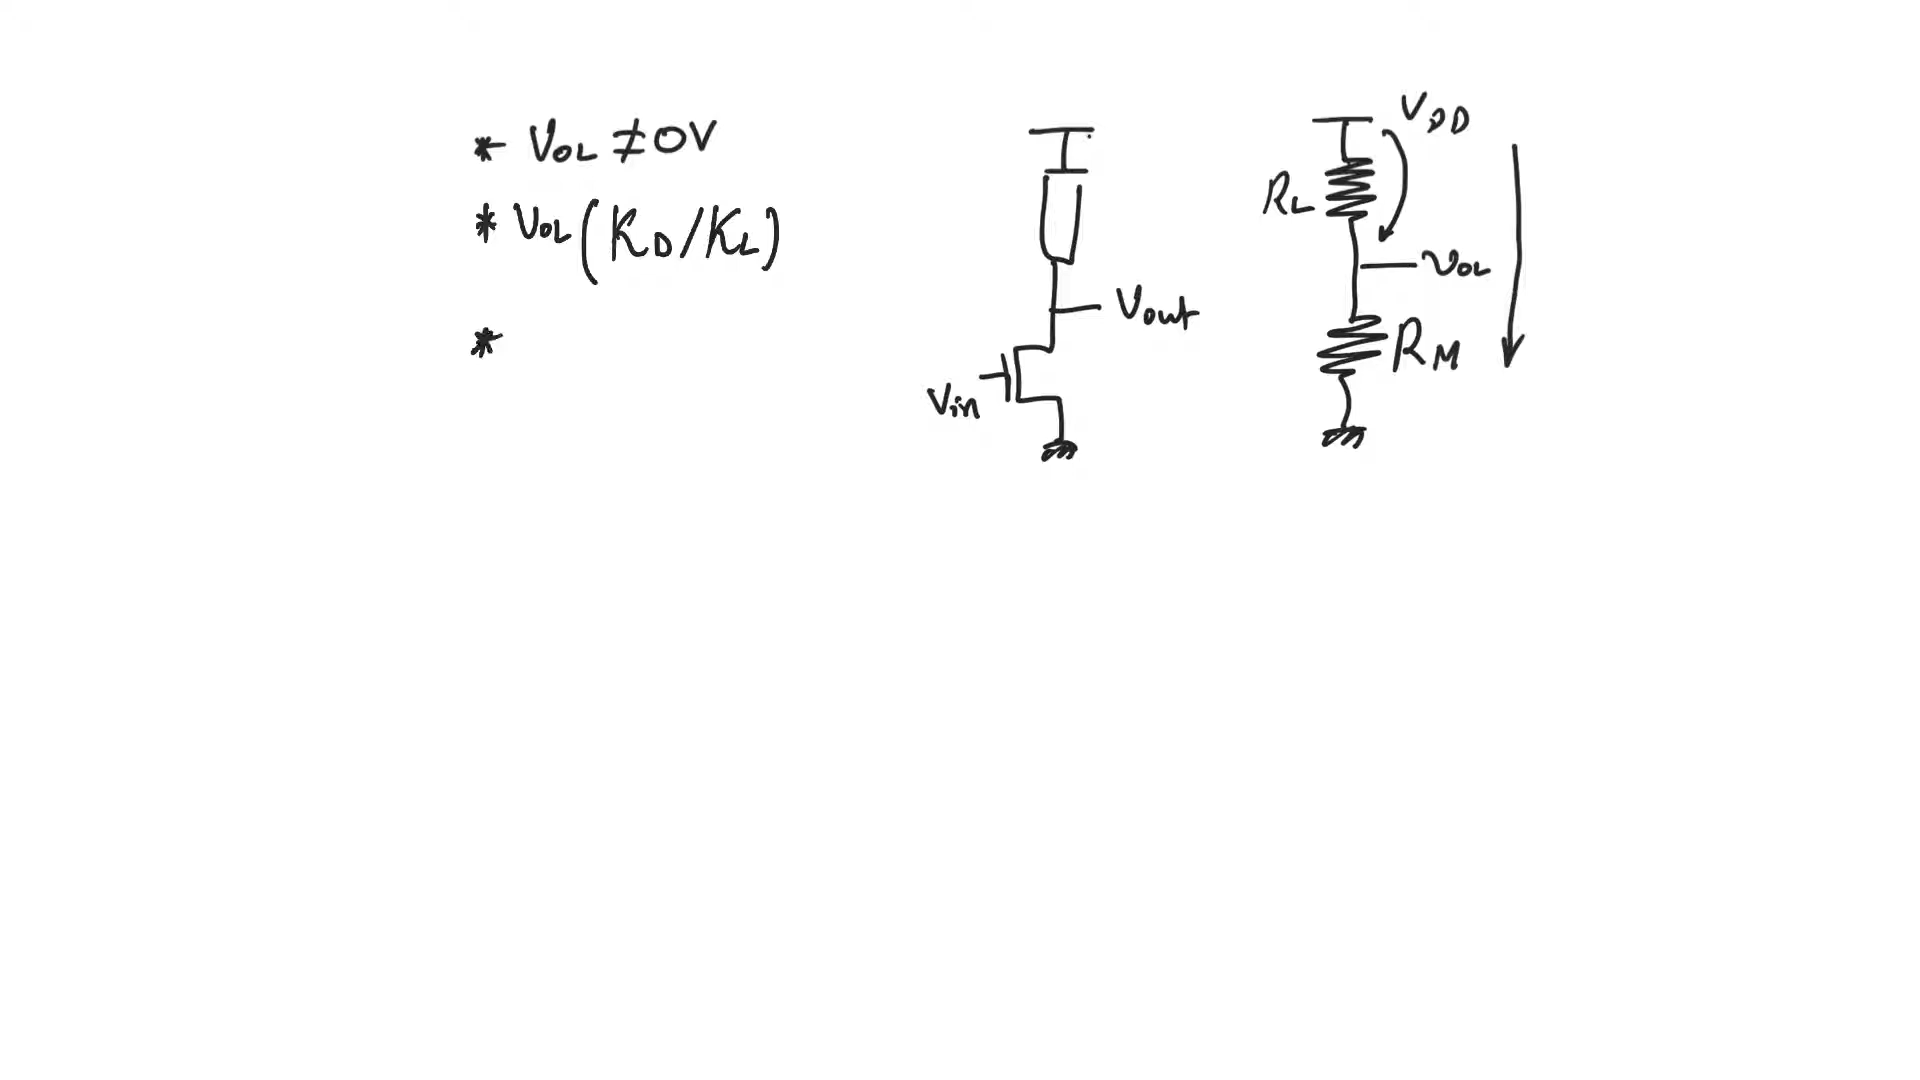 * VOL ≠ 0V
* VOL (KD/KL)
*
Vin
Vout
VDD
RL
VOL
RM